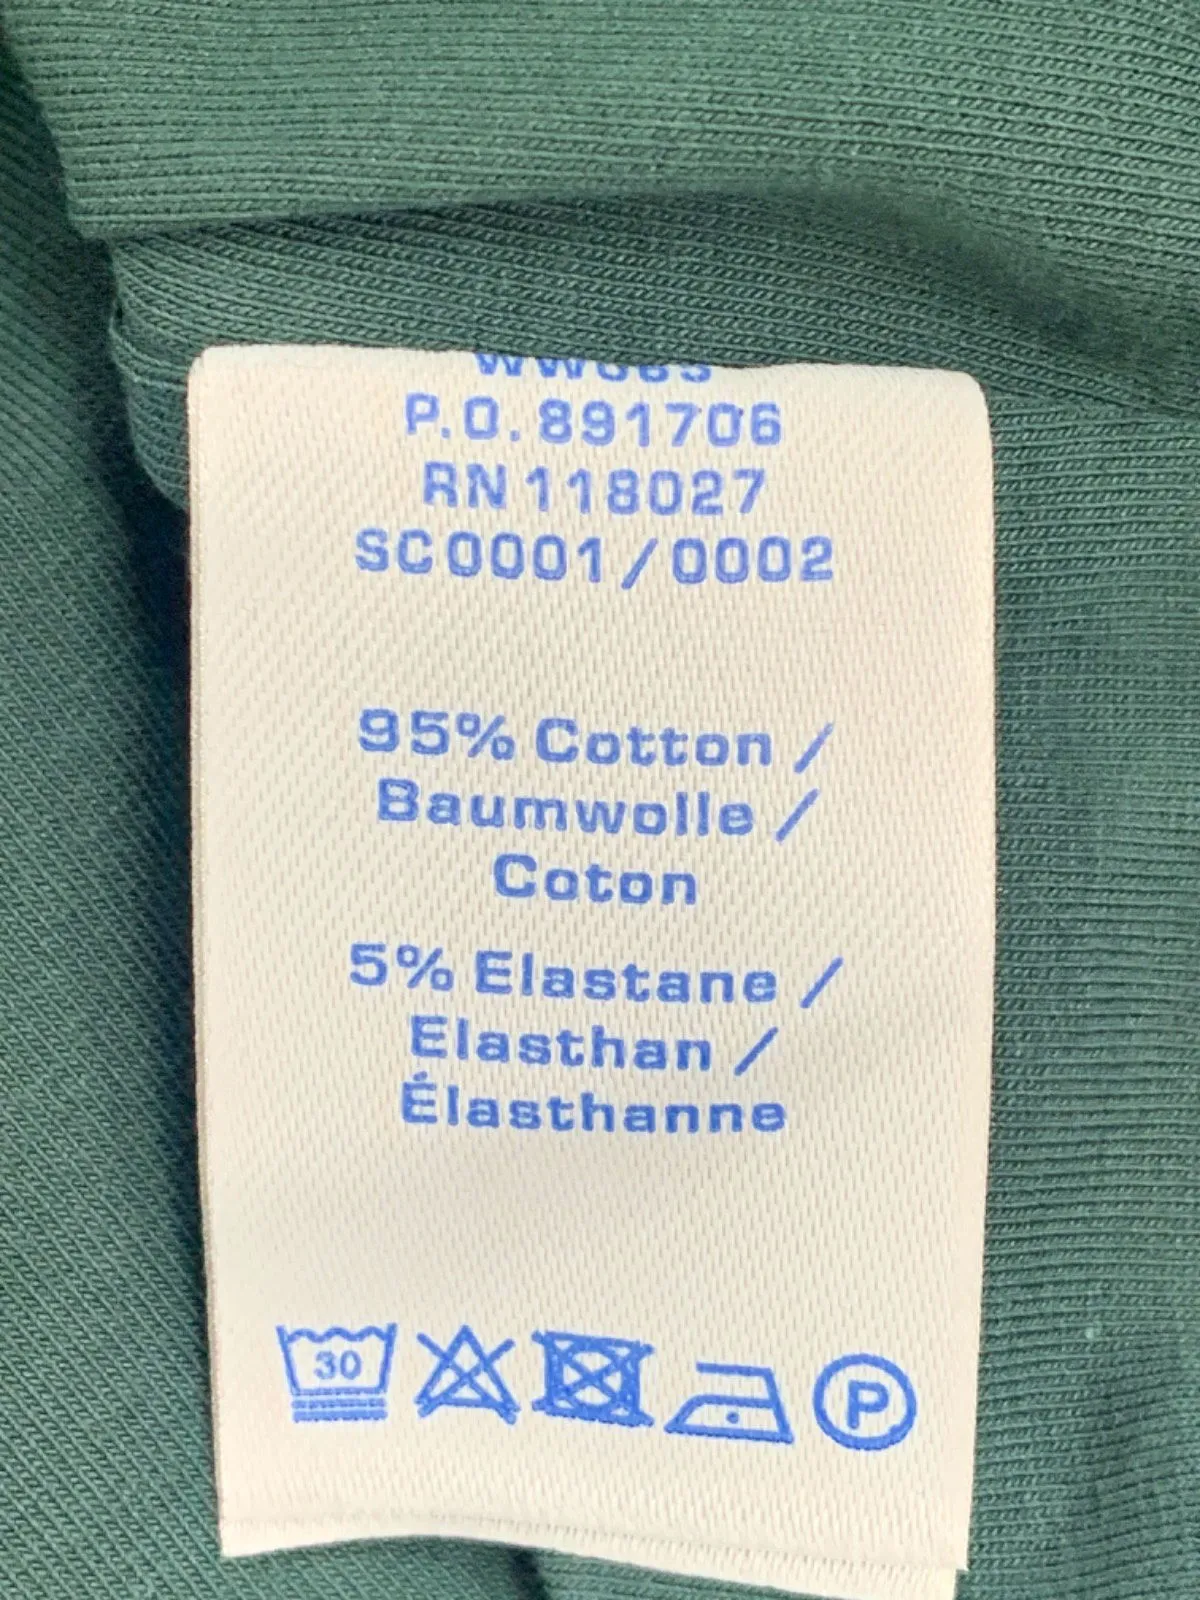 P.O. 891706
RN 118027
SC0001/0002
95% Cotton /
Baumwolle /
Coton
5% Elastane /
Elasthan /
Élasthanne
30
P